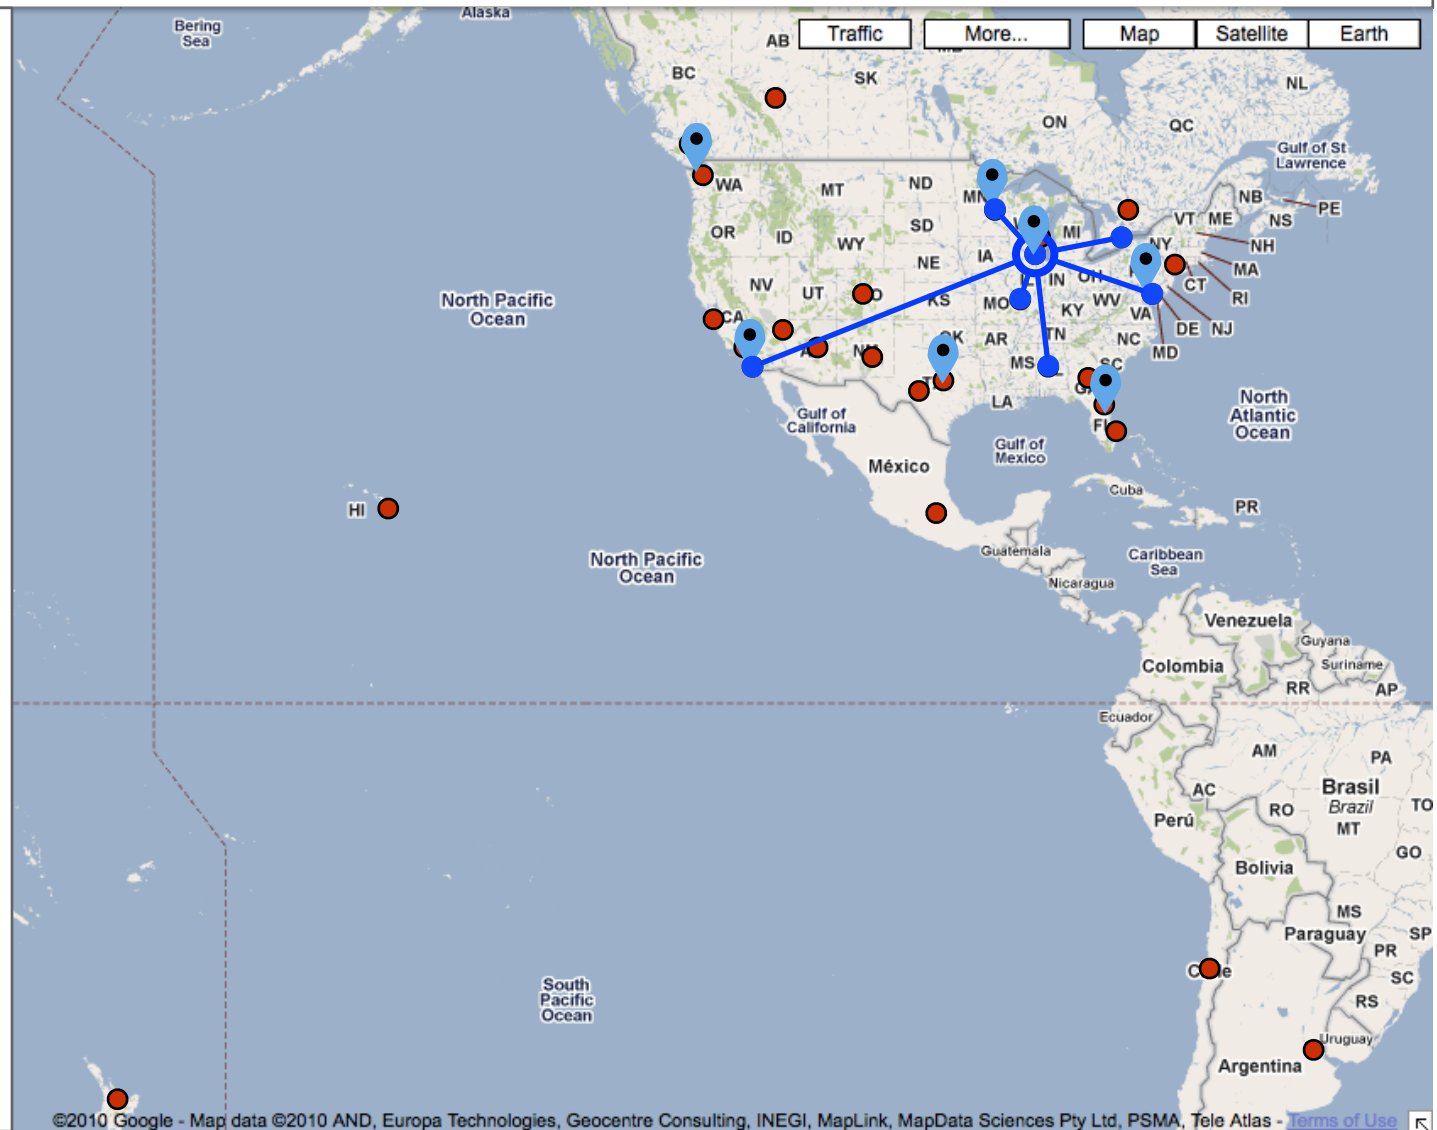 Alaska
Bering
Sea
AB
Traffic
More...
Map
Satellite
Earth
BC
SK
NL
ON
QC
Gulf of St
Lawrence
WA
MT
ND
MN
NB
PE
VT
ME
NS
OR
ID
SD
MI
NY
NH
WY
IA
NE
IN
OH
MA
CT
NV
UT
KS
MO
WV
RI
North Pacific
Ocean
CA
KY
VA
DE
NJ
OK
AR
TN
NC
MD
MS
SC
LA
North
Atlantic
Ocean
Gulf of
California
FL
Gulf of
Mexico
México
Cuba
HI
PR
Guatemala
Caribbean
Sea
North Pacific
Ocean
Nicaragua
Venezuela
Guyana
Colombia
Suriname
RR
AP
Ecuador
AM
PA
AC
Brasil
Brazil
RO
TO
Perú
MT
GO
Bolivia
MS
Paraguay
SP
PR
SC
South
Pacific
Ocean
RS
Uruguay
Argentina
©2010 Google - Map data ©2010 AND, Europa Technologies, Geocentre Consulting, INEGI, MapLink, MapData Sciences Pty Ltd, PSMA, Tele Atlas - Terms of Use